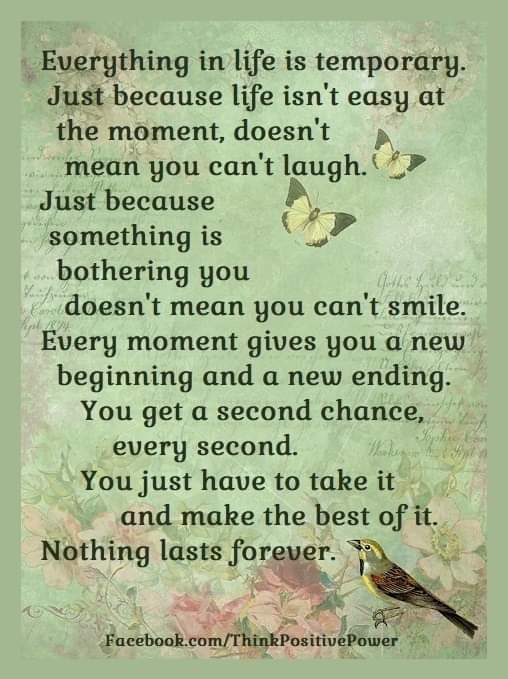 Everything in life is temporary.
Just because life isn't easy at
the moment, doesn't
mean you can't laugh.
Just because
something is
bothering you
doesn't mean you can't smile.
Every moment gives you a new
beginning and a new ending.
You get a second chance,
every second.
You just have to take it
and make the best of it.
Nothing lasts forever.
Facebook.com/ThinkPositivePower